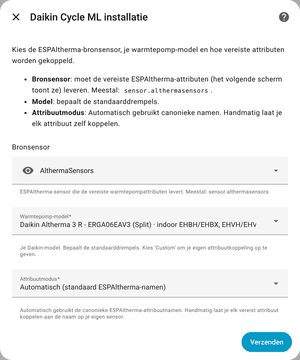 Daikin Cycle ML installatie
Kies de ESPAltherma-bronsensor, je warmtepomp-model en hoe vereiste attributen
worden gekoppeld.
• Bronsensor: moet de vereiste ESPAltherma-attributen (het volgende scherm
toont ze) leveren. Meestal: sensor.althermasensors .
• Model: bepaalt de standaarddrempels.
• Attribuutmodus: Automatisch gebruikt canonieke namen. Handmatig laat je
elk attribuut zelf koppelen.
Bronsensor
AlthermaSensors
ESPAltherma-sensor die de vereiste warmtepompattributen levert. Meestal: sensor.althermasensors.
Warmtepomp-model*
Daikin Altherma 3 R - ERGA06EAV3 (Split) · indoor EHBH/EHBX, EHVH/EHV
Je Daikin-model. Bepaalt de standaarddrempels. Kies 'Custom' om je eigen attribuutkoppeling op te
geven.
Attribuutmodus*
Automatisch (standaard ESPAltherma-namen)
Automatisch gebruikt de canonieke ESPAltherma-attribuutnamen. Handmatig laat je elk vereist attribuut
koppelen aan de naam op je eigen sensor.
Verzenden